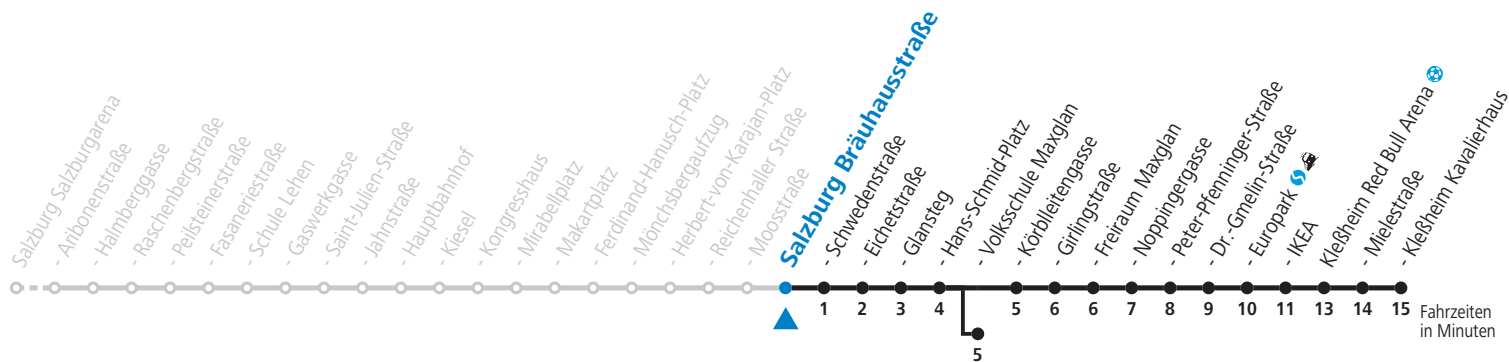 Salzburg Salzburgarena
- Aribonenstraße
- Haimberggasse
- Raschenbergstraße
- Peilsteinerstraße
- Fasaneriestraße
- Schule Lehen
- Gaswerkgasse
- Saint-Julien-Straße
- Jahnstraße
- Hauptbahnhof
- Kiesel
- Kongresshaus
- Mirabellplatz
- Makartplatz
- Ferdinand-Hanusch-Platz
- Mönchsbergaufzug
- Herbert-von-Karajan-Platz
- Reichenhaller Straße
- Moosstraße
Salzburg Bräuhausstraße
- Schwedenstraße
- Eichetstraße
- Glansteg
- Hans-Schmid-Platz
- Volksschule Maxglan
- Körblleitengasse
- Girlingstraße
- Freiraum Maxglan
- Noppingergasse
- Peter-Pfenninger-Straße
- Dr.-Gmelin-Straße
- Europark
- IKEA
Kleßheim Red Bull Arena
- Mielestraße
- Kleßheim Kavalierhaus
1 2 3 4 5 6 6 7 8 9 10 11 13 14 15 Fahrzeiten
in Minuten
5